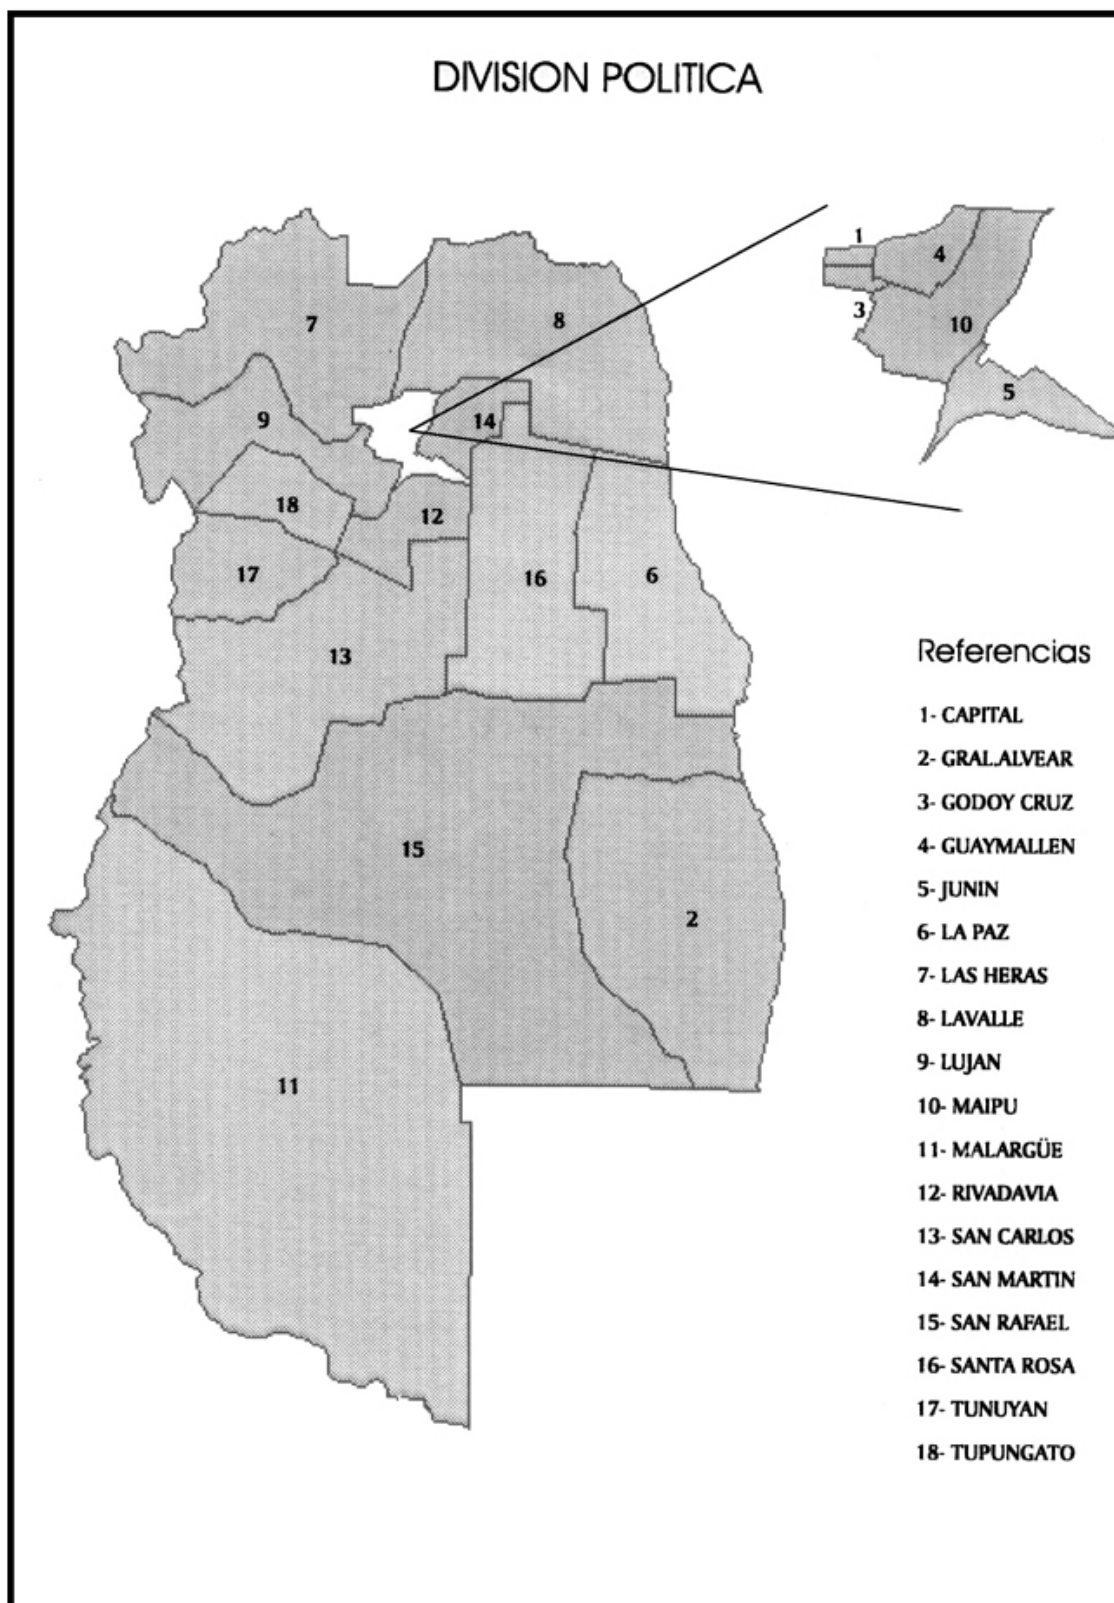 DIVISION POLITICA
1
4
7
8
3
10
5
9
14
18
12
17
16
6
13
Referencias
1- CAPITAL
2- GRAL.ALVEAR
3- GODOY CRUZ
4- GUAYMALLEN
5- JUNIN
6- LA PAZ
7- LAS HERAS
8- LAVALLE
9- LUJAN
10- MAIPU
11- MALARGÜE
12- RIVADAVIA
13- SAN CARLOS
14- SAN MARTIN
15- SAN RAFAEL
16- SANTA ROSA
17- TUNUYAN
18- TUPUNGATO
15
2
11